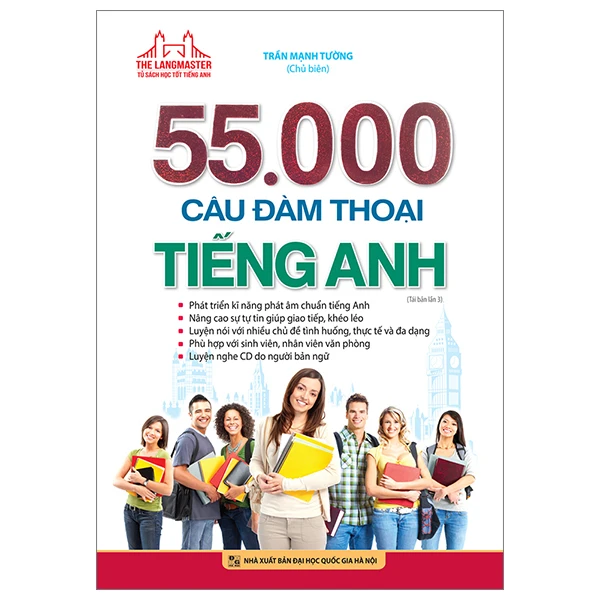 THE LANGMASTER
TỦ SÁCH HỌC TỐT TIẾNG ANH
TRẦN MẠNH TƯỜNG
(Chủ biên)
55.000
CÂU ĐÀM THOẠI
TIẾNG ANH
(Tái bản lần 3)
Phát triển kĩ năng phát âm chuẩn tiếng Anh
Nâng cao sự tự tin giúp giao tiếp, khéo léo
Luyện nói với nhiều chủ đề tình huống, thực tế và đa dạng
Phù hợp với sinh viên, nhân viên văn phòng
Luyện nghe CD do người bản ngữ
NHÀ XUẤT BẢN ĐẠI HỌC QUỐC GIA HÀ NỘI